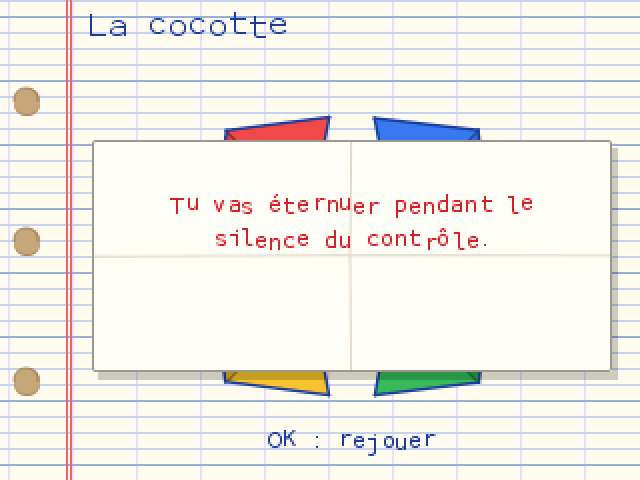 La cocotte
Tu vas éternuer pendant le
silence du contrôle.
OK : rejouer